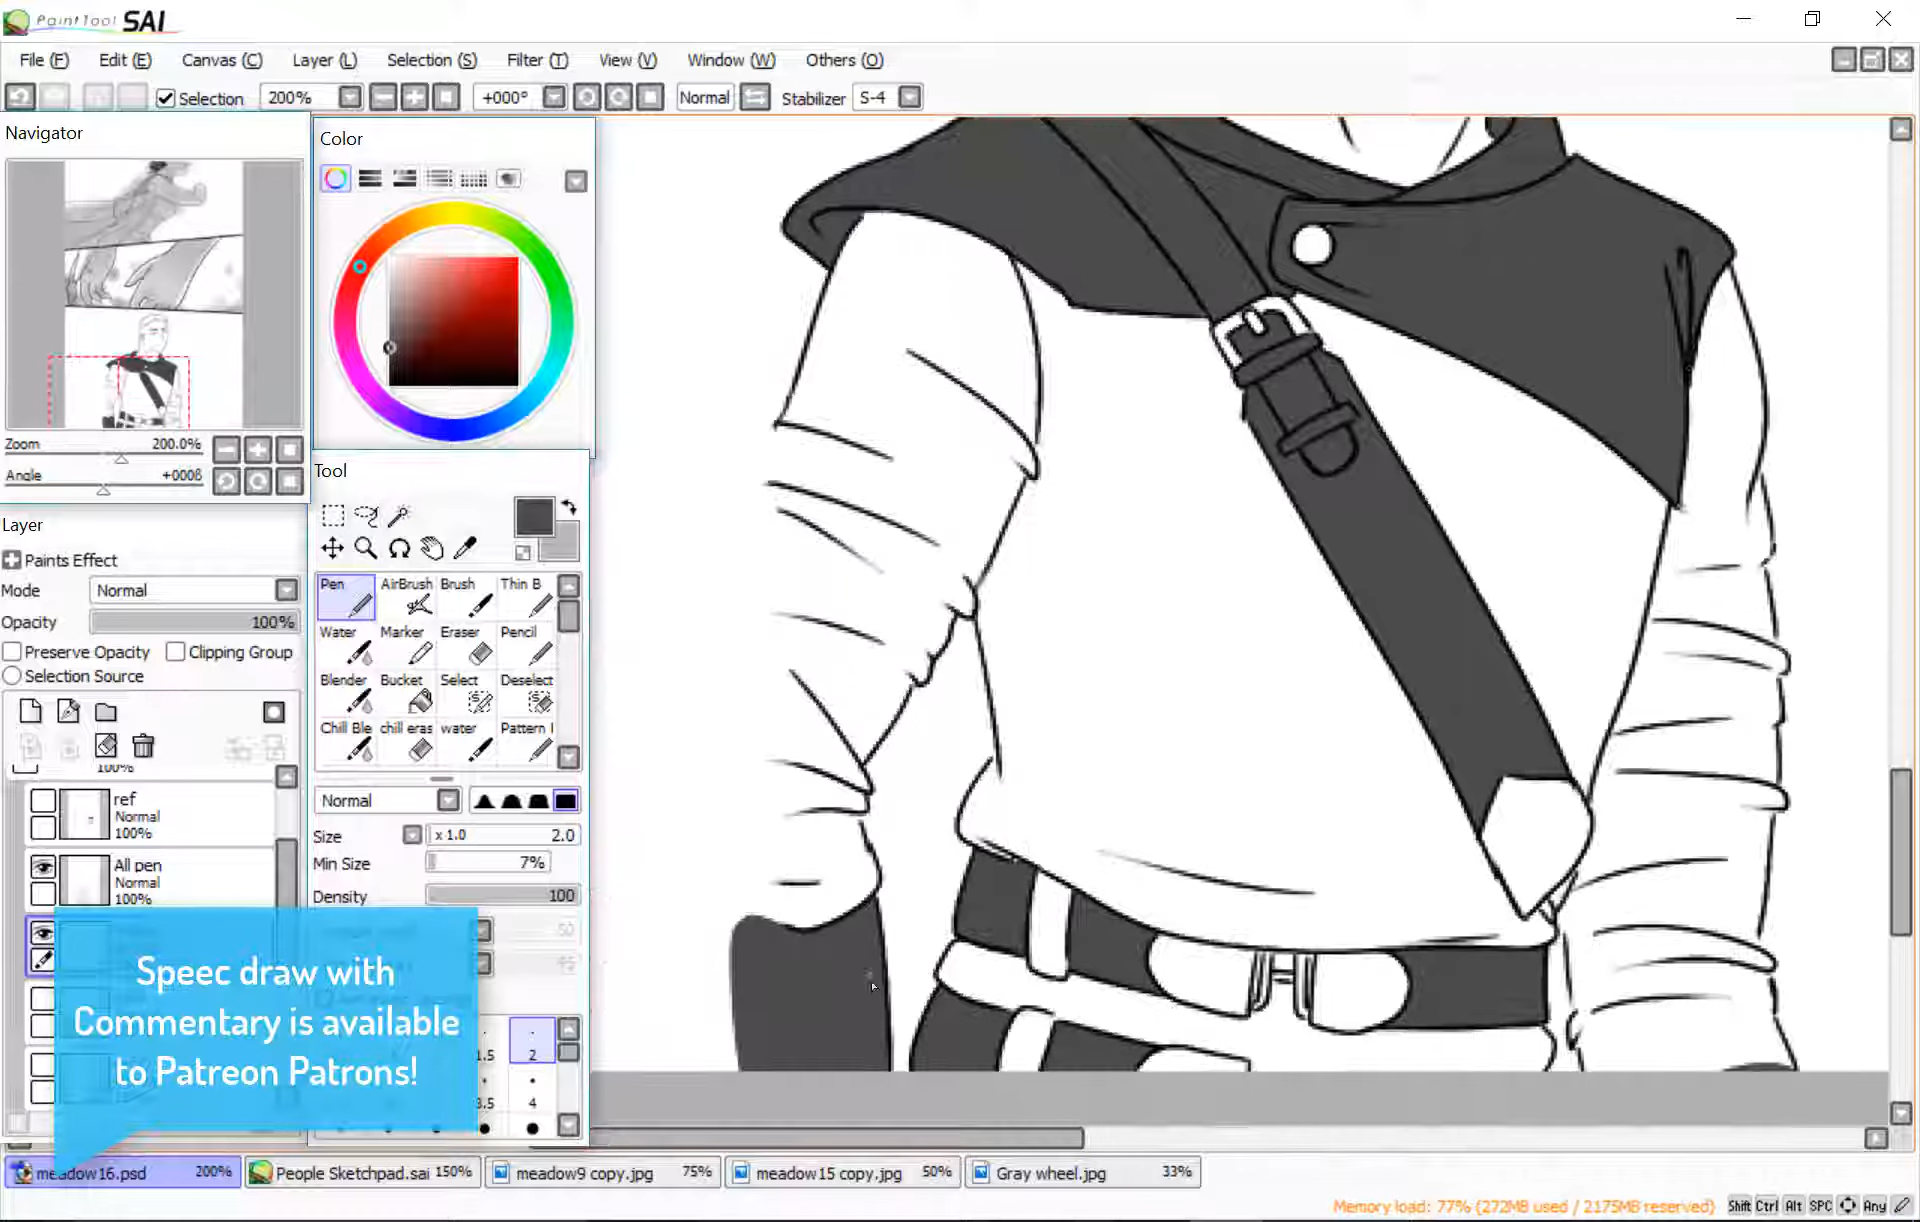 PaintTool SAI
File (F) Edit (E) Canvas (C) Layer (L) Selection (S) Filter (T) View (V) Window (W) Others (O)
Selection 200% +000° Normal Stabilizer S-4
Navigator
Zoom 200.0%
Angle +000ß
Color
Tool
Layer
Paints Effect
Mode Normal
Opacity 100%
Preserve Opacity Clipping Group
Selection Source
100%
ref
Normal
100%
All pen
Normal
100%
Pen AirBrush Brush Thin B
Water Marker Eraser Pencil
Blender Bucket Select Deselect
Chill Ble chill eras water Pattern
Normal
Size x 1.0 2.0
Min Size 7%
Density 100
50
95
1.5 2
3.5 4
Speec draw with
Commentary is available
to Patreon Patrons!
meadow16.psd 200% People Sketchpad.sai 150% meadow9 copy.jpg 75% meadow15 copy.jpg 50% Gray wheel.jpg 33%
Memory load: 77% (272MB used / 2175MB reserved) Shift Ctrl Alt SPC Any